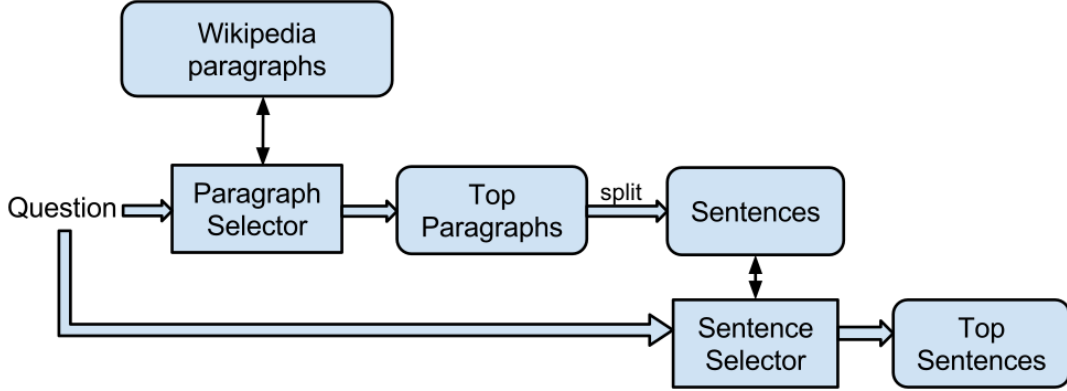 Wikipedia
paragraphs
Question
Paragraph
Selector
Top
Paragraphs
split
Sentences
Sentence
Selector
Top
Sentences